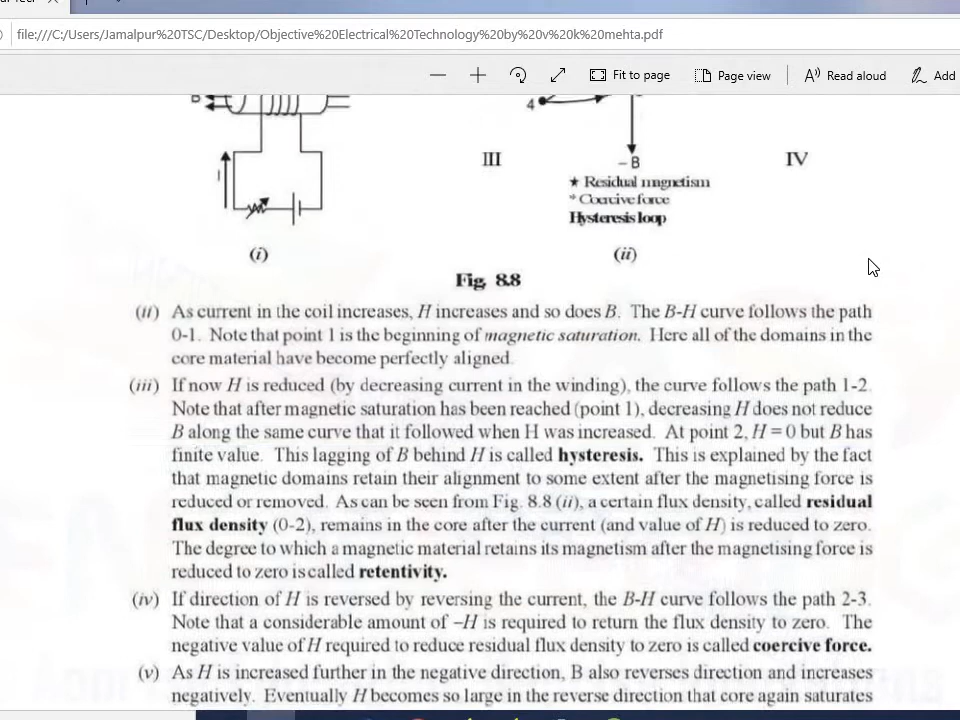 file:///C:/Users/Jamalpur%20TSC/Desktop/Objective%20Electrical%20Technology%20by%20v%20k%20mehta.pdf
Fit to page Page view Read aloud Add
4
III – B IV
I
★ Residual magnetism
* Coercive force
Hysteresis loop
(i) (ii)
Fig. 8.8
(ii) As current in the coil increases, H increases and so does B. The B-H curve follows the path
0-1. Note that point 1 is the beginning of magnetic saturation. Here all of the domains in the
core material have become perfectly aligned.
(iii) If now H is reduced (by decreasing current in the winding), the curve follows the path 1-2.
Note that after magnetic saturation has been reached (point 1), decreasing H does not reduce
B along the same curve that it followed when H was increased. At point 2, H = 0 but B has
finite value. This lagging of B behind H is called hysteresis. This is explained by the fact
that magnetic domains retain their alignment to some extent after the magnetising force is
reduced or removed. As can be seen from Fig. 8.8 (ii), a certain flux density, called residual
flux density (0-2), remains in the core after the current (and value of H) is reduced to zero.
The degree to which a magnetic material retains its magnetism after the magnetising force is
reduced to zero is called retentivity.
(iv) If direction of H is reversed by reversing the current, the B-H curve follows the path 2-3.
Note that a considerable amount of –H is required to return the flux density to zero. The
negative value of H required to reduce residual flux density to zero is called coercive force.
(v) As H is increased further in the negative direction, B also reverses direction and increases
negatively. Eventually H becomes so large in the reverse direction that core again saturates